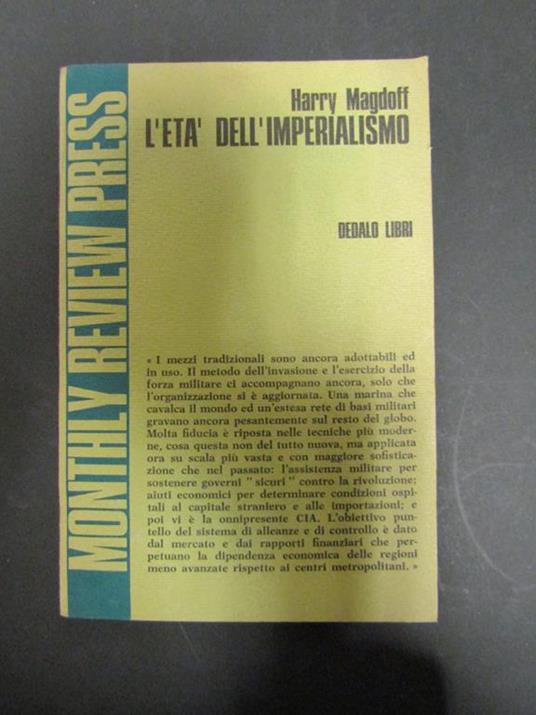 MONTHLY REVIEW PRESS
Harry Magdoff
L'ETA' DELL'IMPERIALISMO
DEDALO LIBRI
« I mezzi tradizionali sono ancora adottabili ed
in uso. Il metodo dell'invasione e l'esercizio della
forza militare ci accompagnano ancora, solo che
l'organizzazione si è aggiornata. Una marina che
cavalca il mondo ed un'estesa rete di basi militari
gravano ancora pesantemente sul resto del globo.
Molta fiducia è riposta nelle tecniche più moder-
ne, cosa questa non del tutto nuova, ma applicata
ora su scala più vasta e con maggiore sofistica-
zione che nel passato: l'assistenza militare per
sostenere governi "sicuri" contro la rivoluzione;
aiuti economici per determinare condizioni ospi-
tali al capitale straniero e alle importazioni; e
poi vi è la onnipresente CIA. L'obiettivo pun-
tello del sistema di alleanze e di controllo è dato
dal mercato e dai rapporti finanziari che per-
petuano la dipendenza economica delle regioni
meno avanzate rispetto ai centri metropolitani. »